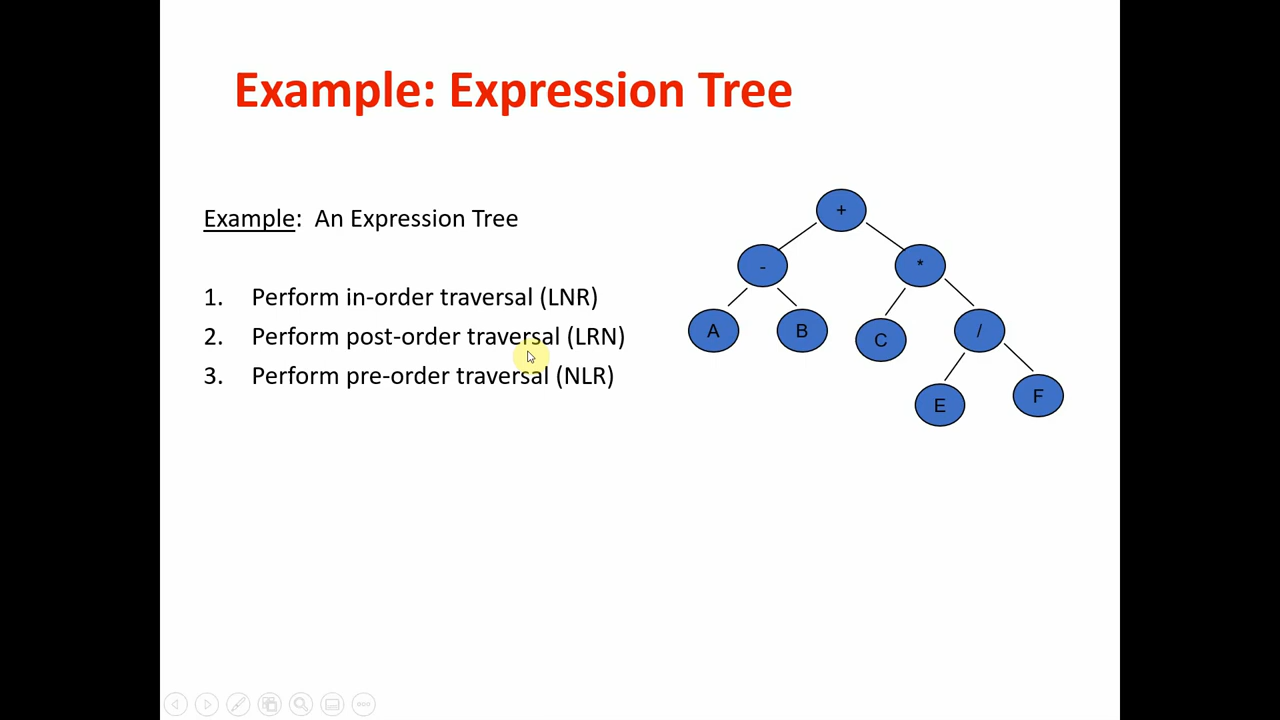 Example: Expression Tree
Example: An Expression Tree
1. Perform in-order traversal (LNR)
2. Perform post-order traversal (LRN)
3. Perform pre-order traversal (NLR)
+
- *
A B C /
E F